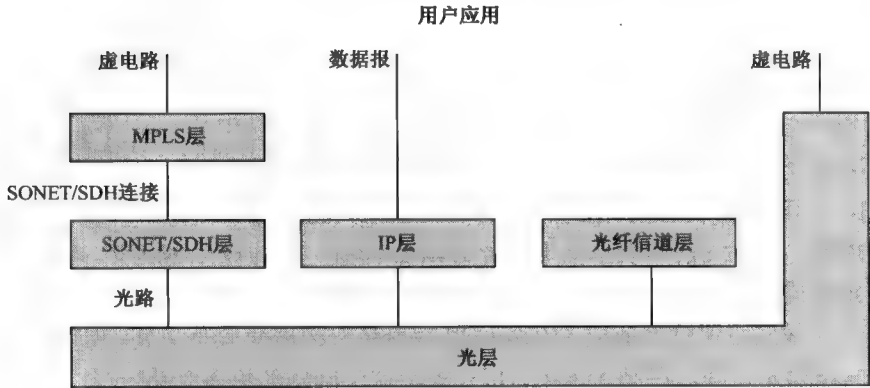 用户应用
虚电路
数据报
虚电路
MPLS层
SONET/SDH连接
SONET/SDH层
IP层
光纤信道层
光路
光层